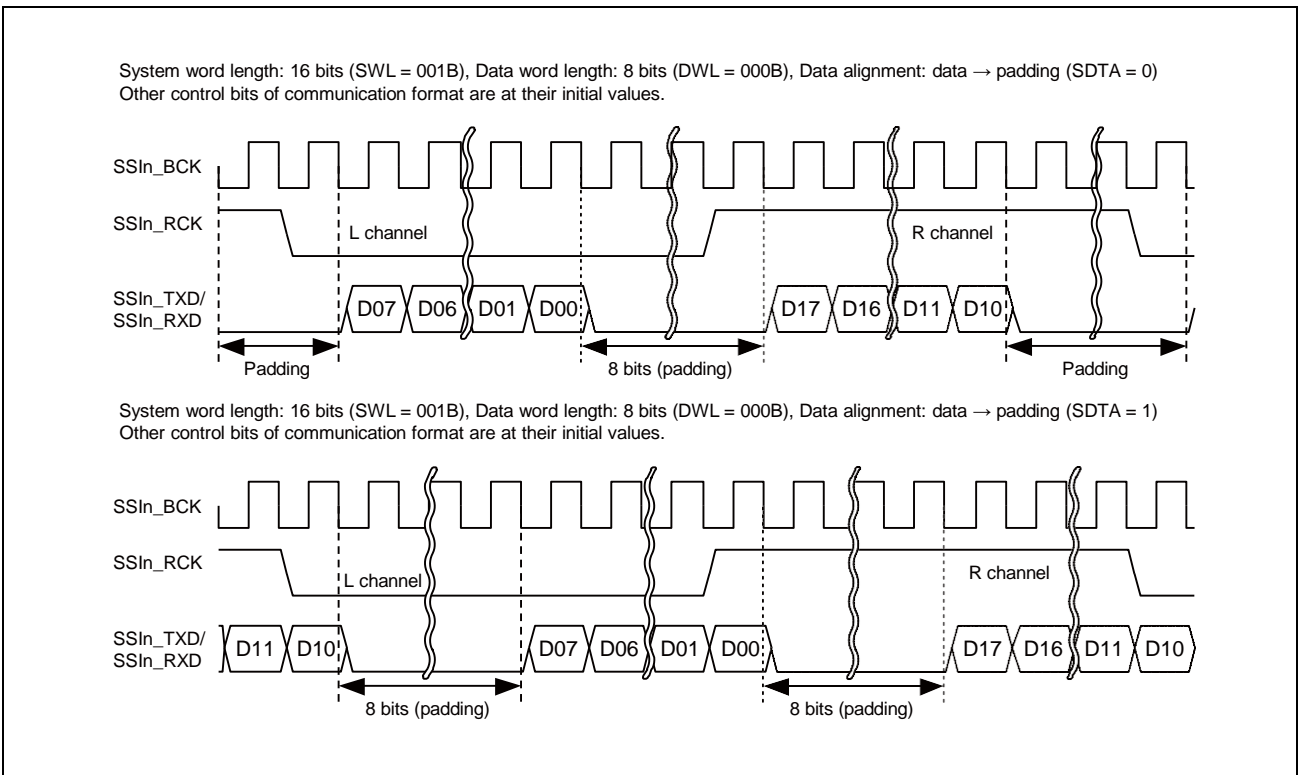 System word length: 16 bits (SWL = 001B), Data word length: 8 bits (DWL = 000B), Data alignment: data → padding (SDTA = 0)
Other control bits of communication format are at their initial values.
SSIn_BCK
SSIn_RCK
L channel
R channel
SSIn_TXD/
SSIn_RXD
D07 D06 D01 D00 D17 D16 D11 D10
Padding 8 bits (padding) Padding
System word length: 16 bits (SWL = 001B), Data word length: 8 bits (DWL = 000B), Data alignment: data → padding (SDTA = 1)
Other control bits of communication format are at their initial values.
SSIn_BCK
SSIn_RCK
L channel
R channel
SSIn_TXD/
SSIn_RXD
D11 D10 D07 D06 D01 D00 D17 D16 D11 D10
8 bits (padding) 8 bits (padding)